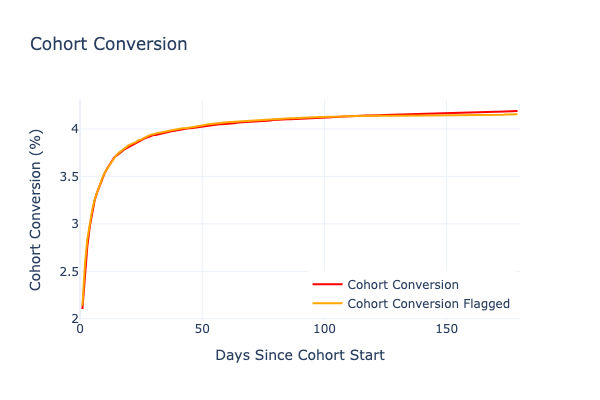 Cohort Conversion
Cohort Conversion (%)
4
3.5
3
2.5
2
0
50
100
150
Days Since Cohort Start
Cohort Conversion
Cohort Conversion Flagged